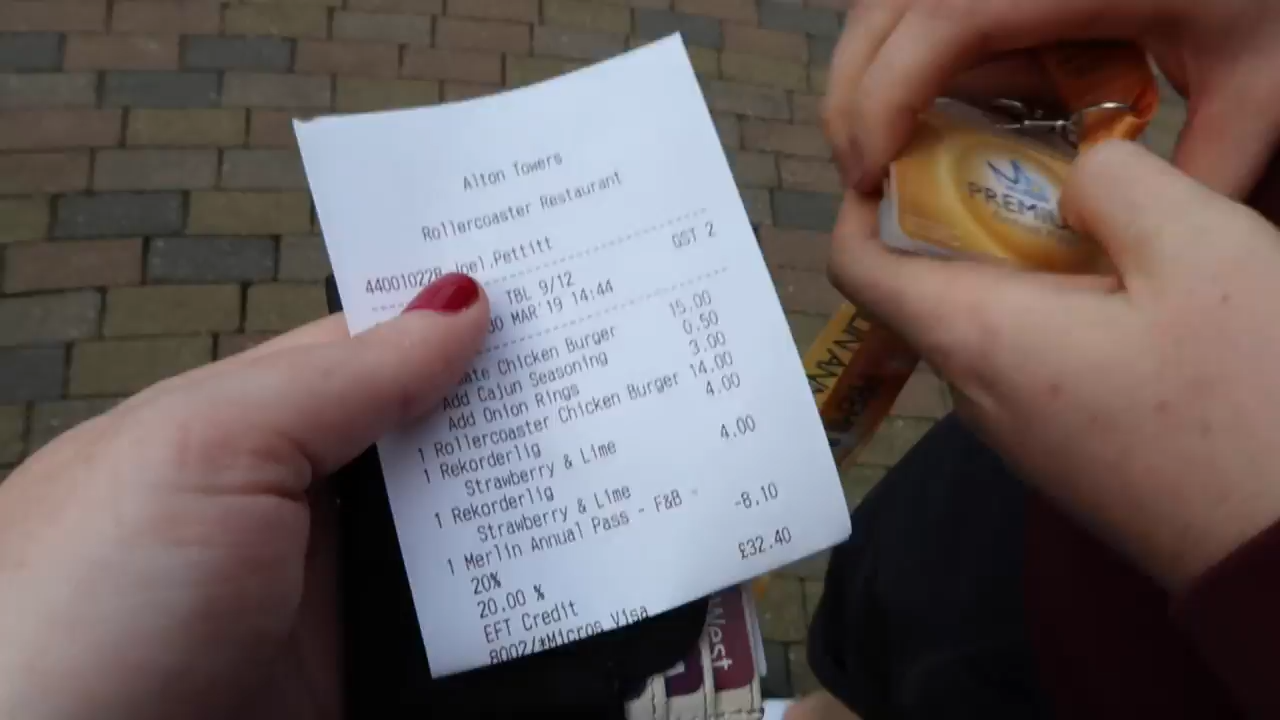 Alton Towers
Rollercoaster Restaurant
440010228 Joel.Pettitt
TBL 9/12 GST 2
MAR'19 14:44
Chicken Burger 15.00
Add Cajun Seasoning 0.50
Add Onion Rings 3.00
1 Rollercoaster Chicken Burger 14.00
1 Rekorderlig 4.00
Strawberry & Lime
1 Rekorderlig 4.00
Strawberry & Lime
1 Merlin Annual Pass - F&B - -8.10
20%
20.00 %
EFT Credit £32.40
8002/*Micros Visa
West